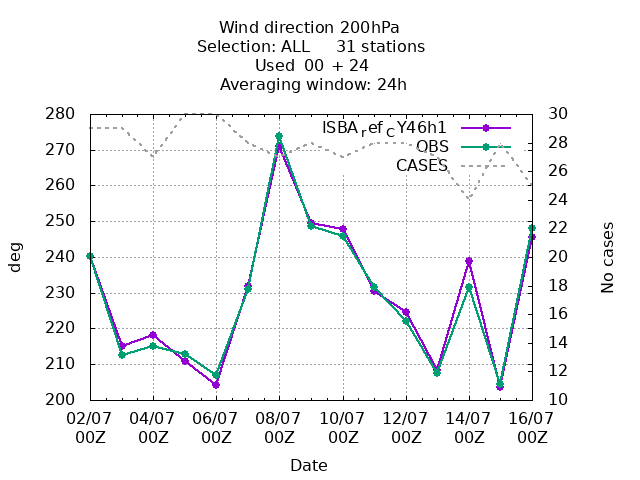 Wind direction 200hPa
Selection: ALL 31 stations
Used 00 + 24
Averaging window: 24h
280
270
260
250
240
230
220
210
200
30
28
26
24
22
20
18
16
14
12
10
ISBA_ref_CY46h1
OBS
CASES
deg
No cases
02/07 04/07 06/07 08/07 10/07 12/07 14/07 16/07
00Z 00Z 00Z 00Z 00Z 00Z 00Z 00Z
Date